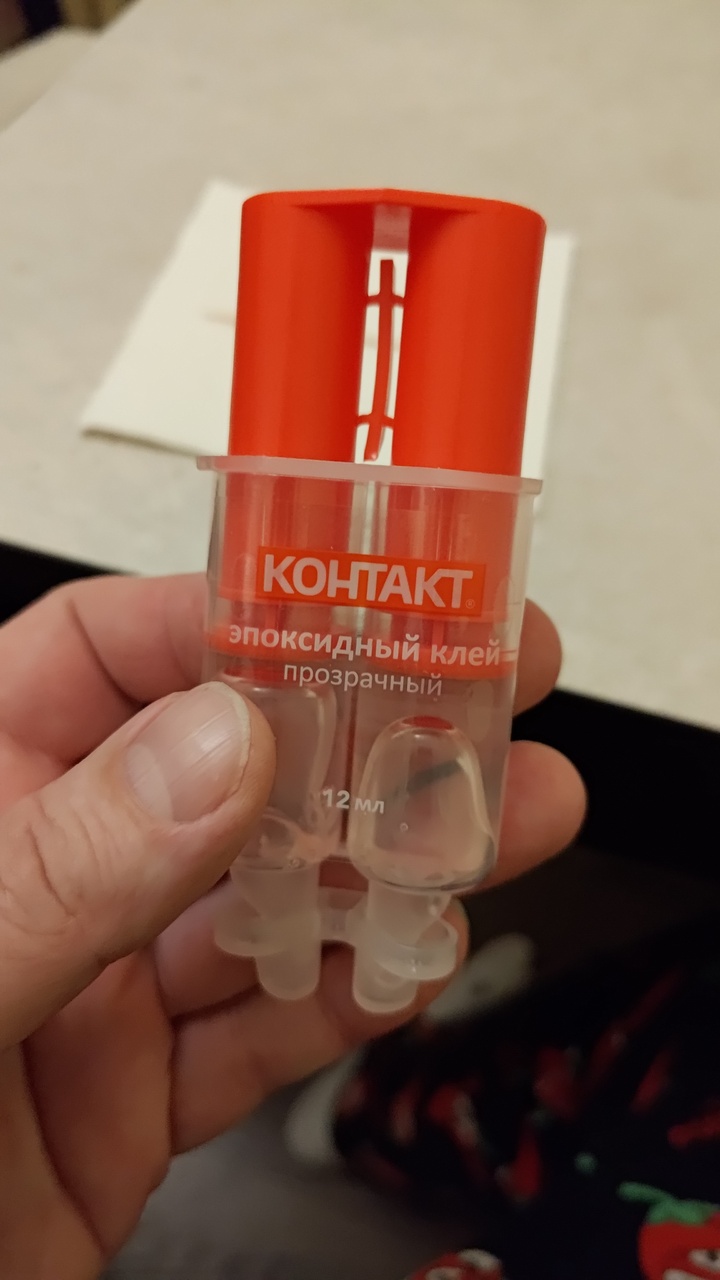 КОНТАКТ®
эпоксидный клей
прозрачный
12 мл